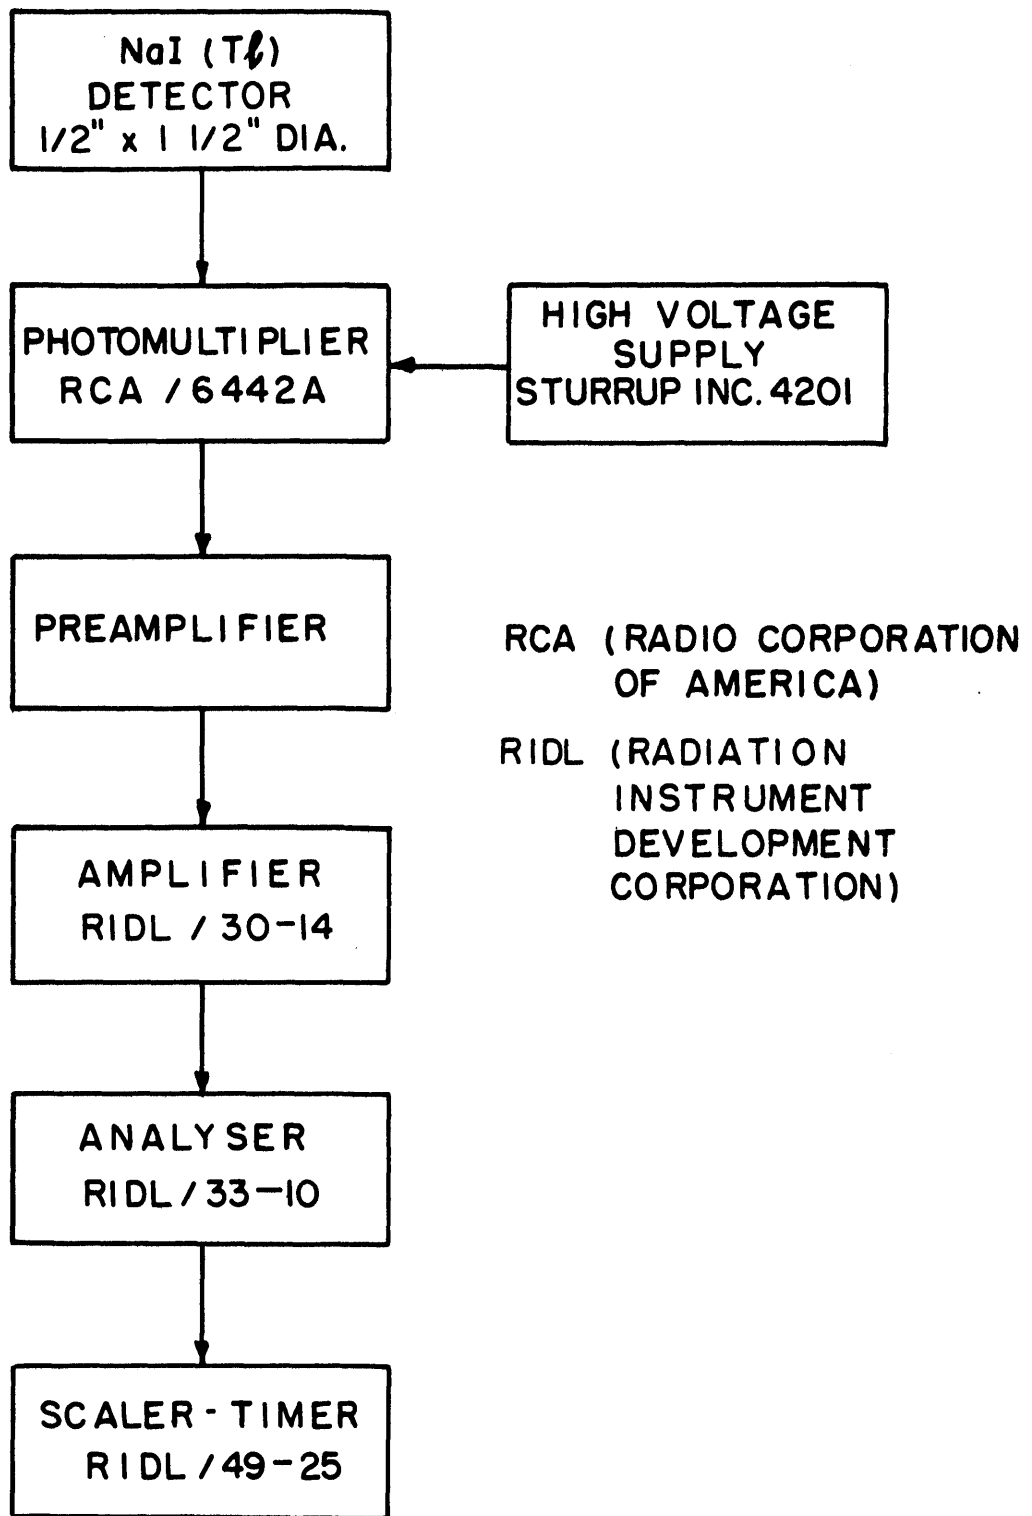 NaI (Tℓ)
DETECTOR
1/2" x 1 1/2" DIA.
PHOTOMULTIPLIER
RCA / 6442A
HIGH VOLTAGE
SUPPLY
STURRUP INC. 4201
PREAMPLIFIER
RCA (RADIO CORPORATION
OF AMERICA)
RIDL (RADIATION
INSTRUMENT
DEVELOPMENT
CORPORATION)
AMPLIFIER
RIDL / 30-14
ANALYSER
RIDL / 33-10
SCALER-TIMER
RIDL / 49-25